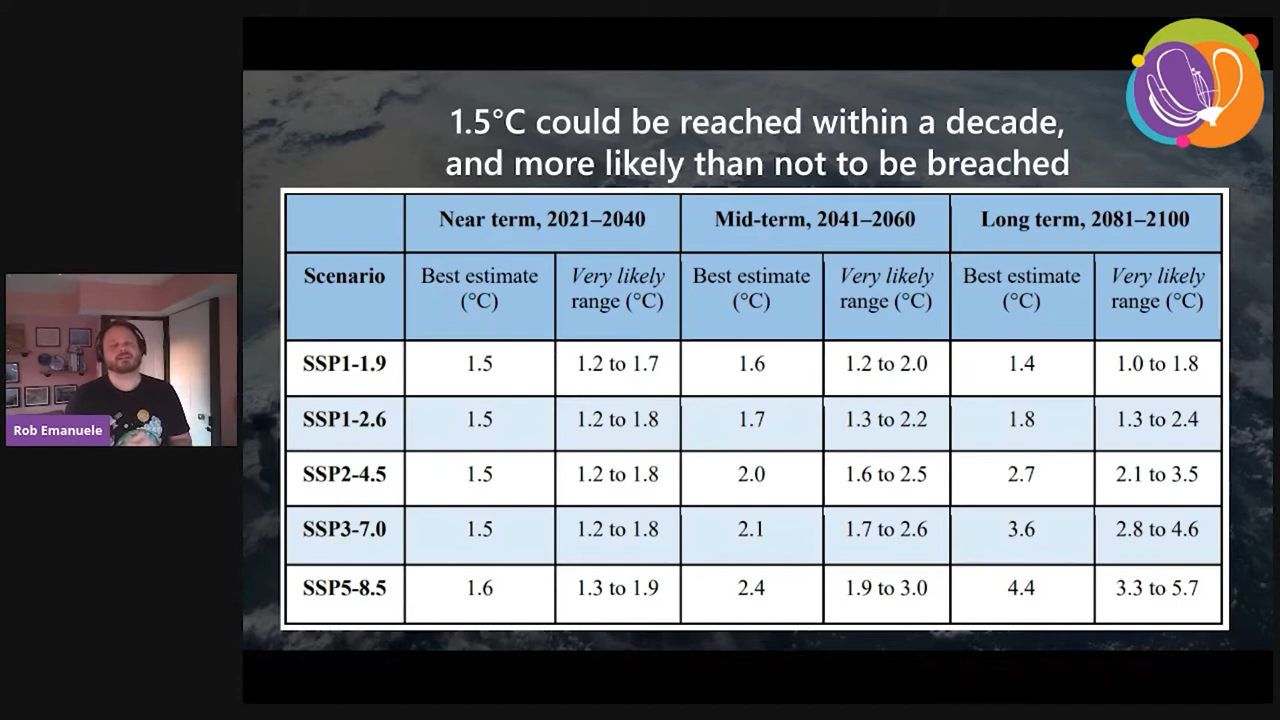 1.5°C could be reached within a decade,
and more likely than not to be breached
Near term, 2021–2040 Mid-term, 2041–2060 Long term, 2081–2100
Scenario Best estimate (°C) Very likely range (°C) Best estimate (°C) Very likely range (°C) Best estimate (°C) Very likely range (°C)
SSP1-1.9 1.5 1.2 to 1.7 1.6 1.2 to 2.0 1.4 1.0 to 1.8
SSP1-2.6 1.5 1.2 to 1.8 1.7 1.3 to 2.2 1.8 1.3 to 2.4
SSP2-4.5 1.5 1.2 to 1.8 2.0 1.6 to 2.5 2.7 2.1 to 3.5
SSP3-7.0 1.5 1.2 to 1.8 2.1 1.7 to 2.6 3.6 2.8 to 4.6
SSP5-8.5 1.6 1.3 to 1.9 2.4 1.9 to 3.0 4.4 3.3 to 5.7
Rob Emanuele